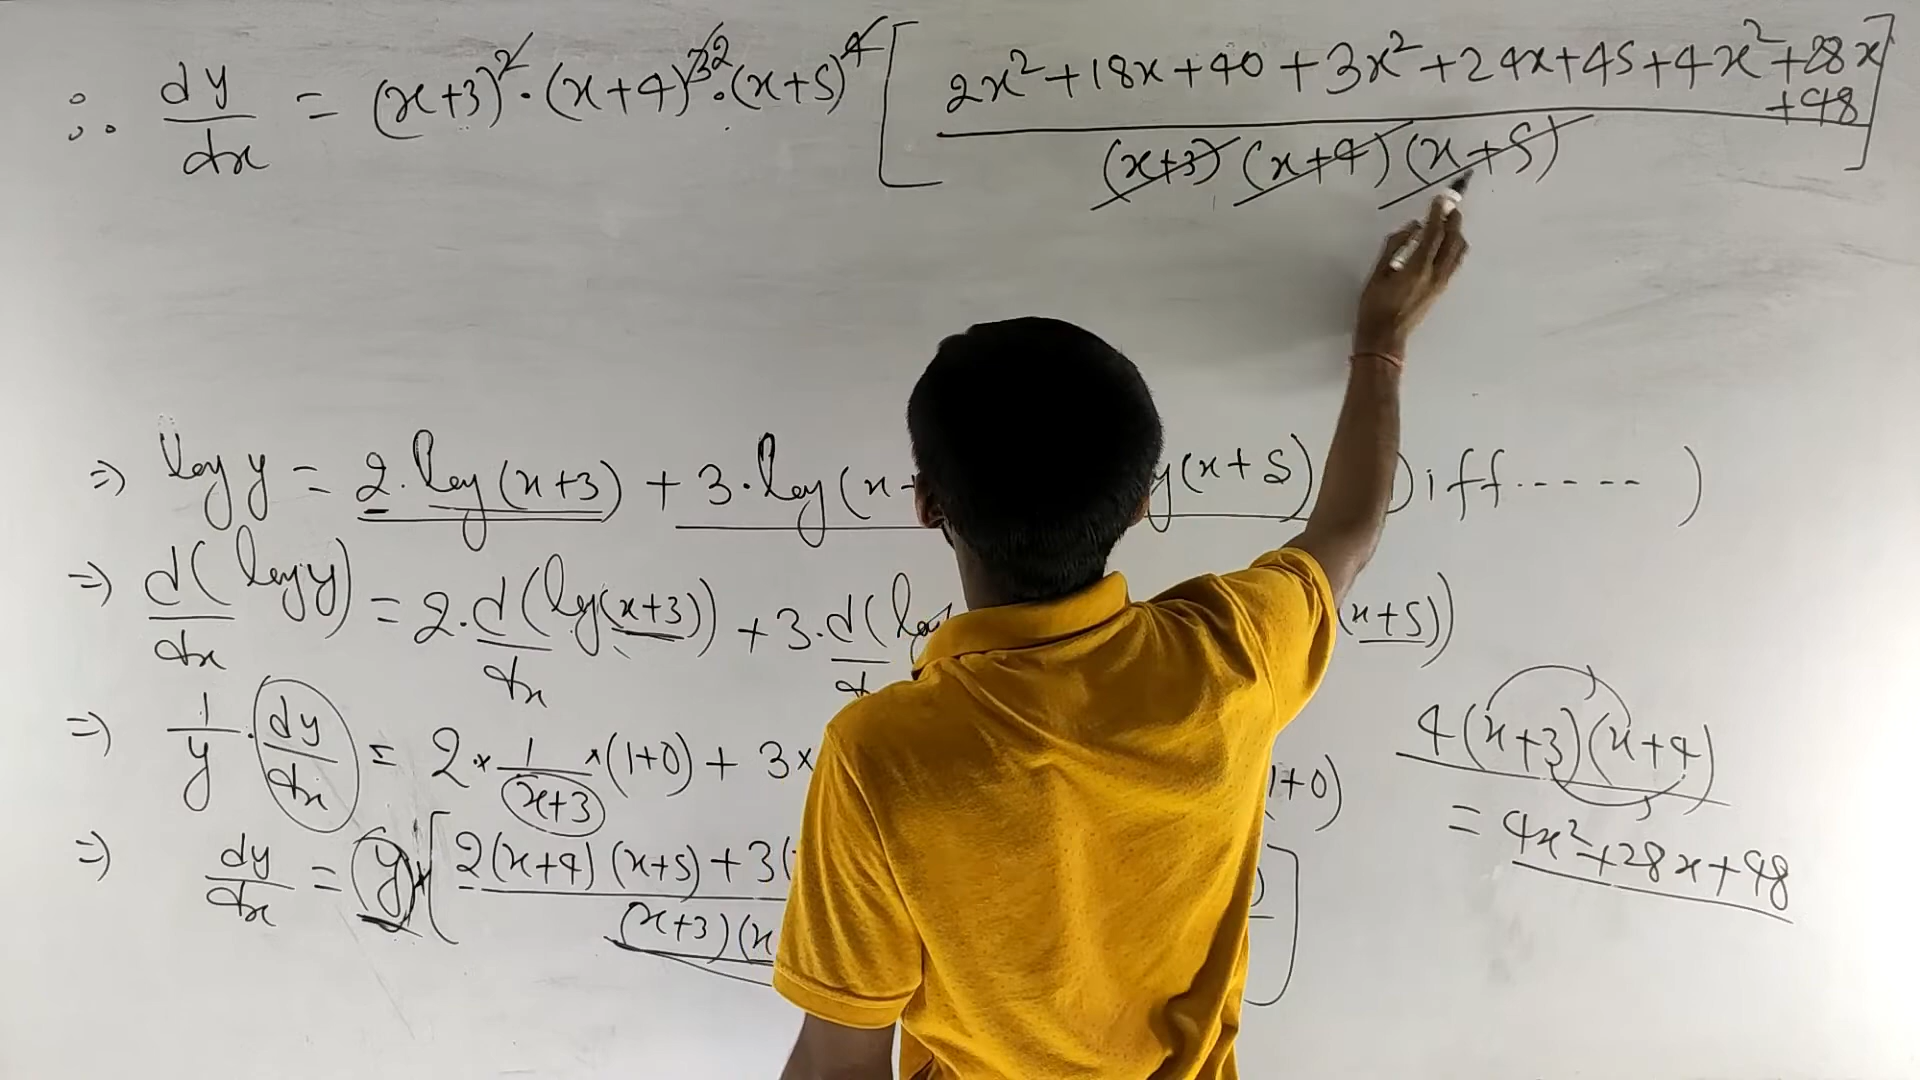 ∴ dy/dx = (x+3)² · (x+4)³² · (x+5)⁴ [ 2x²+18x+40+3x²+24x+45+4x²+28x+48 / (x+3)(x+4)(x+5) ]
⇒ log y = 2·log(x+3) + 3·log(x+ (x+5) Diff..... )
⇒ d/dx (log y) = 2·d/dx (log(x+3)) + 3·d( (x+5))
⇒ 1/y · dy/dx = 2×1/(x+3)×(1+0) + 3× 1+0)
⇒ dy/dx = y×[ 2(x+4)(x+5)+3( / (x+3)(x ]
4(x+3)(x+4)
= 4x²+28x+48